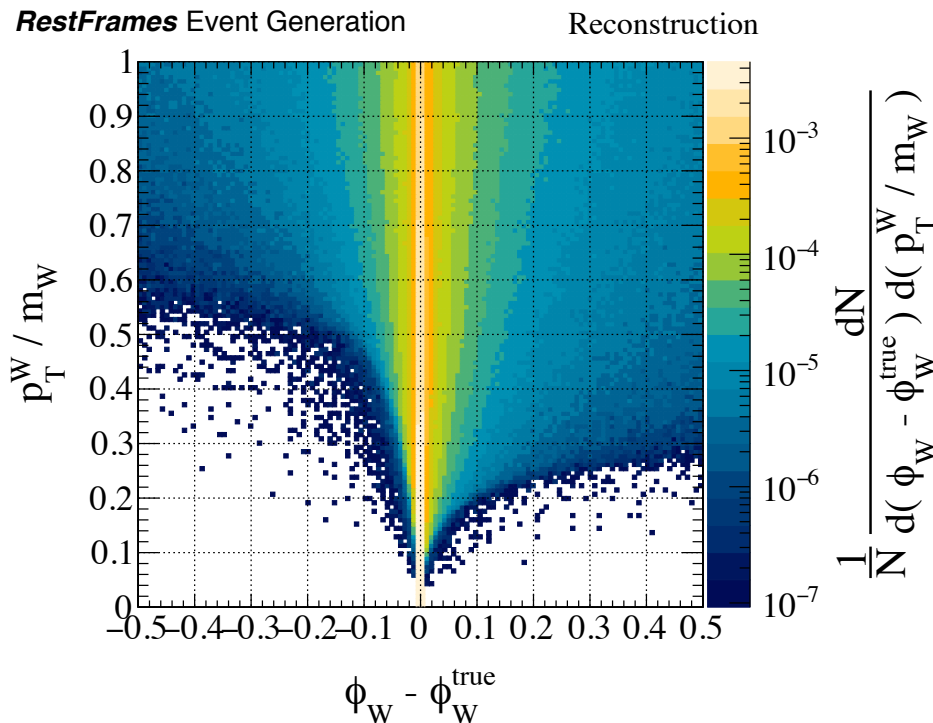 RestFrames Event Generation
Reconstruction
1
0.9
0.8
0.7
0.6
0.5
0.4
0.3
0.2
0.1
0
p_T^W / m_W
−0.5 −0.4 −0.3 −0.2 −0.1 0 0.1 0.2 0.3 0.4 0.5
ϕ_W - ϕ_W^true
10^−3
10^−4
10^−5
10^−6
10^−7
1/N dN / d( ϕ_W - ϕ_W^true ) d( p_T^W / m_W )